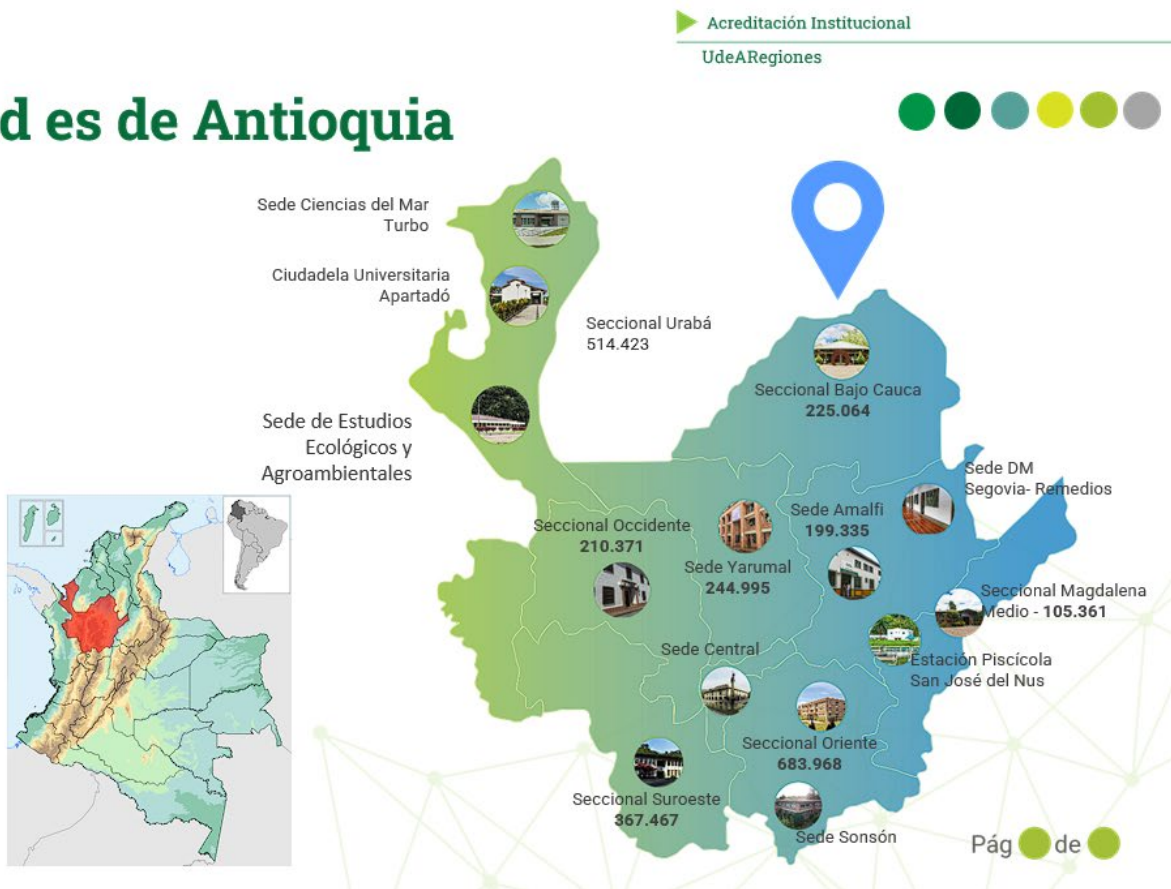 Acreditación Institucional
UdeARegiones
d es de Antioquia
Sede Ciencias del Mar
Turbo
Ciudadela Universitaria
Apartadó
Seccional Urabá
514.423
Sede de Estudios
Ecológicos y
Agroambientales
Seccional Bajo Cauca
225.064
Sede DM
Segovia- Remedios
Seccional Occidente
210.371
Sede Yarumal
244.995
Sede Amalfi
199.335
Seccional Magdalena
Medio - 105.361
Estación Piscícola
San José del Nus
Sede Central
Seccional Oriente
683.968
Seccional Suroeste
367.467
Sede Sonsón
Pág de